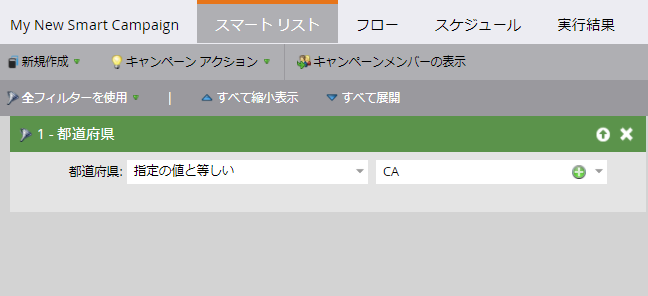 My New Smart Campaign スマート リスト フロー スケジュール 実行結果
新規作成 キャンペーン アクション キャンペーンメンバーの表示
全フィルターを使用 | すべて縮小表示 すべて展開
1 - 都道府県
都道府県: 指定の値と等しい CA